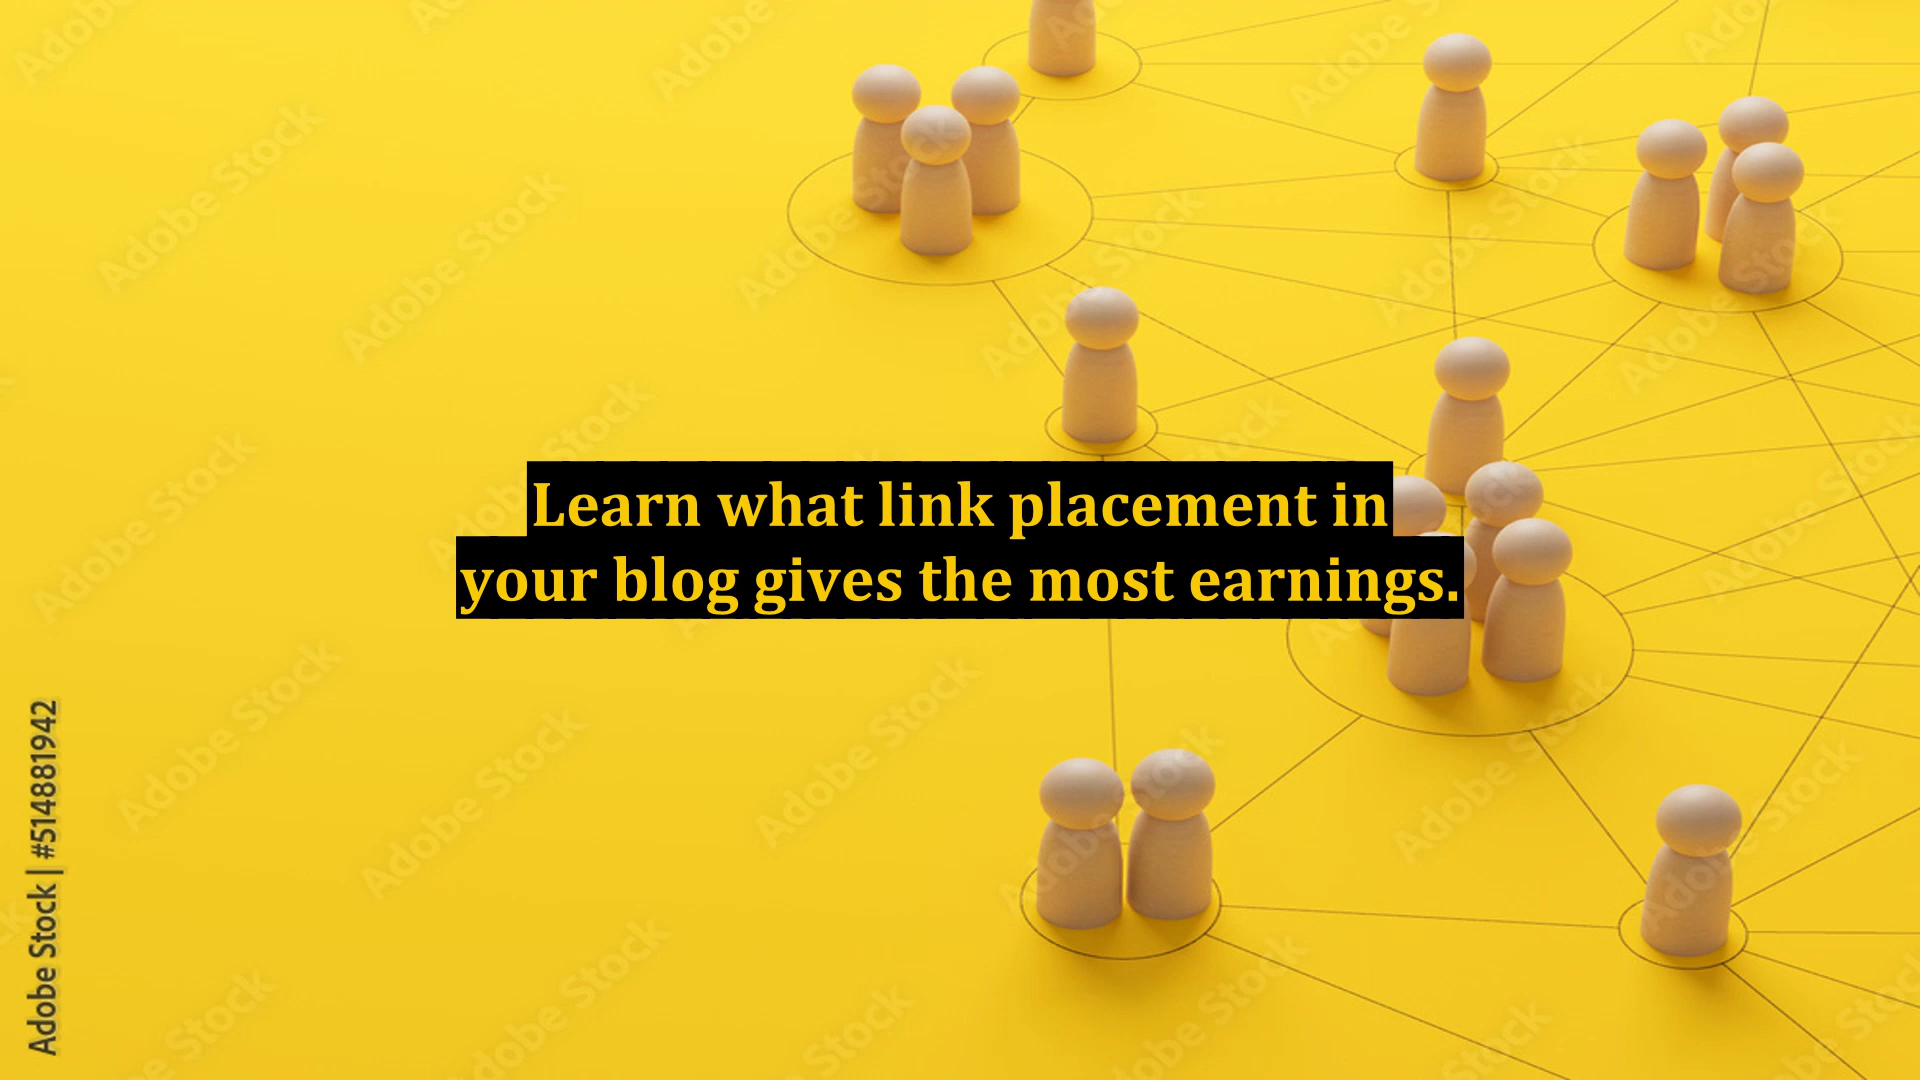 Learn what link placement in
your blog gives the most earnings.
Adobe Stock | #514881942